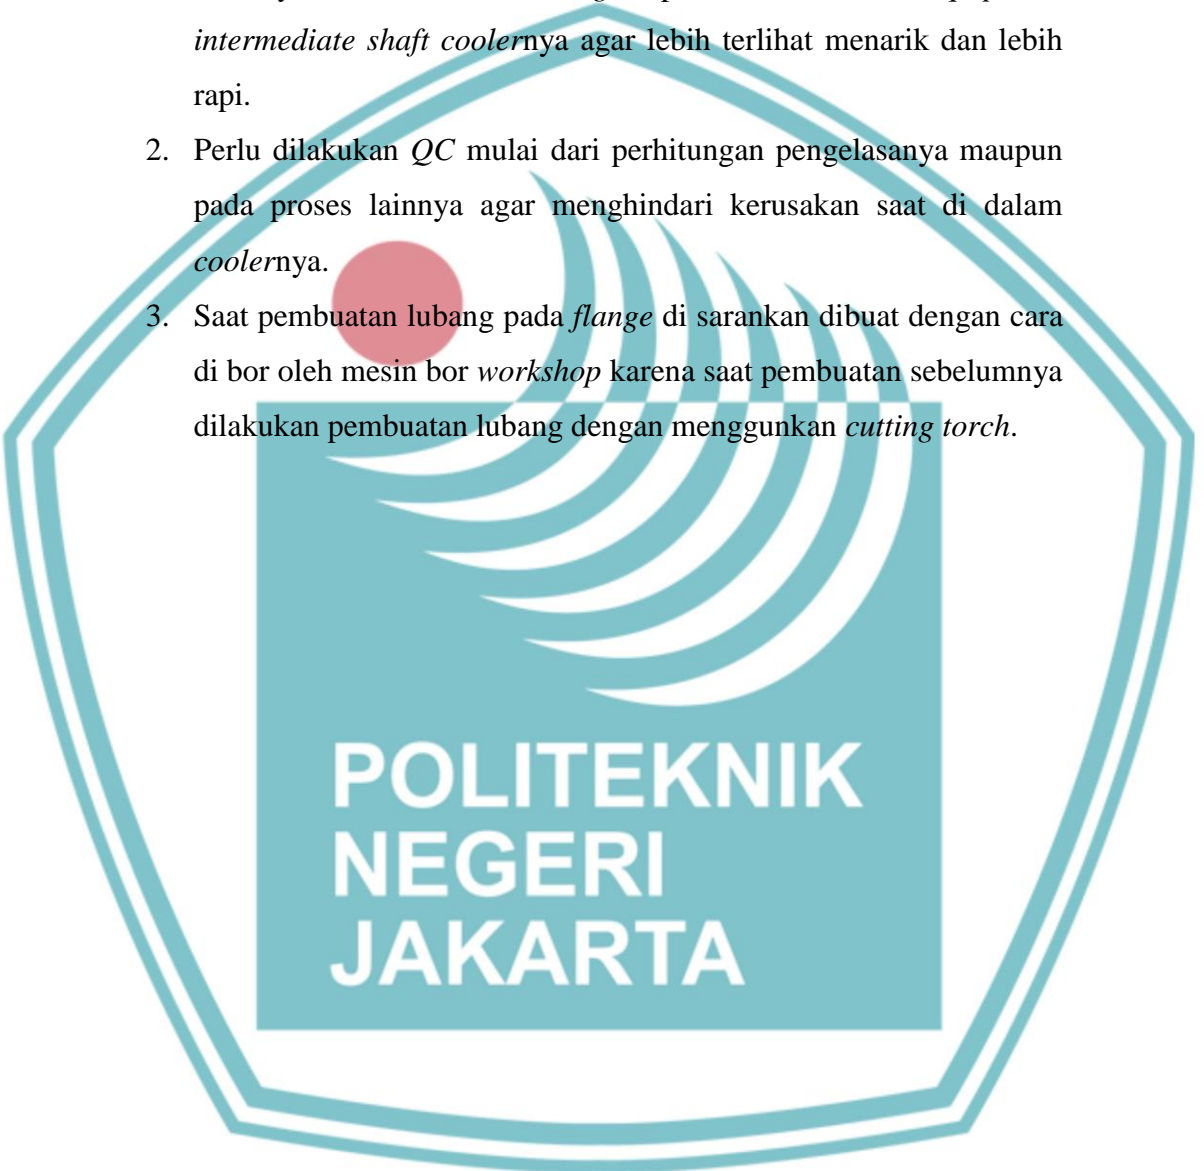 intermediate shaft coolernya agar lebih terlihat menarik dan lebih
rapi.
2. Perlu dilakukan QC mulai dari perhitungan pengelasanya maupun
pada proses lainnya agar menghindari kerusakan saat di dalam
coolernya.
3. Saat pembuatan lubang pada flange di sarankan dibuat dengan cara
di bor oleh mesin bor workshop karena saat pembuatan sebelumnya
dilakukan pembuatan lubang dengan menggunkan cutting torch.
POLITEKNIK
NEGERI
JAKARTA